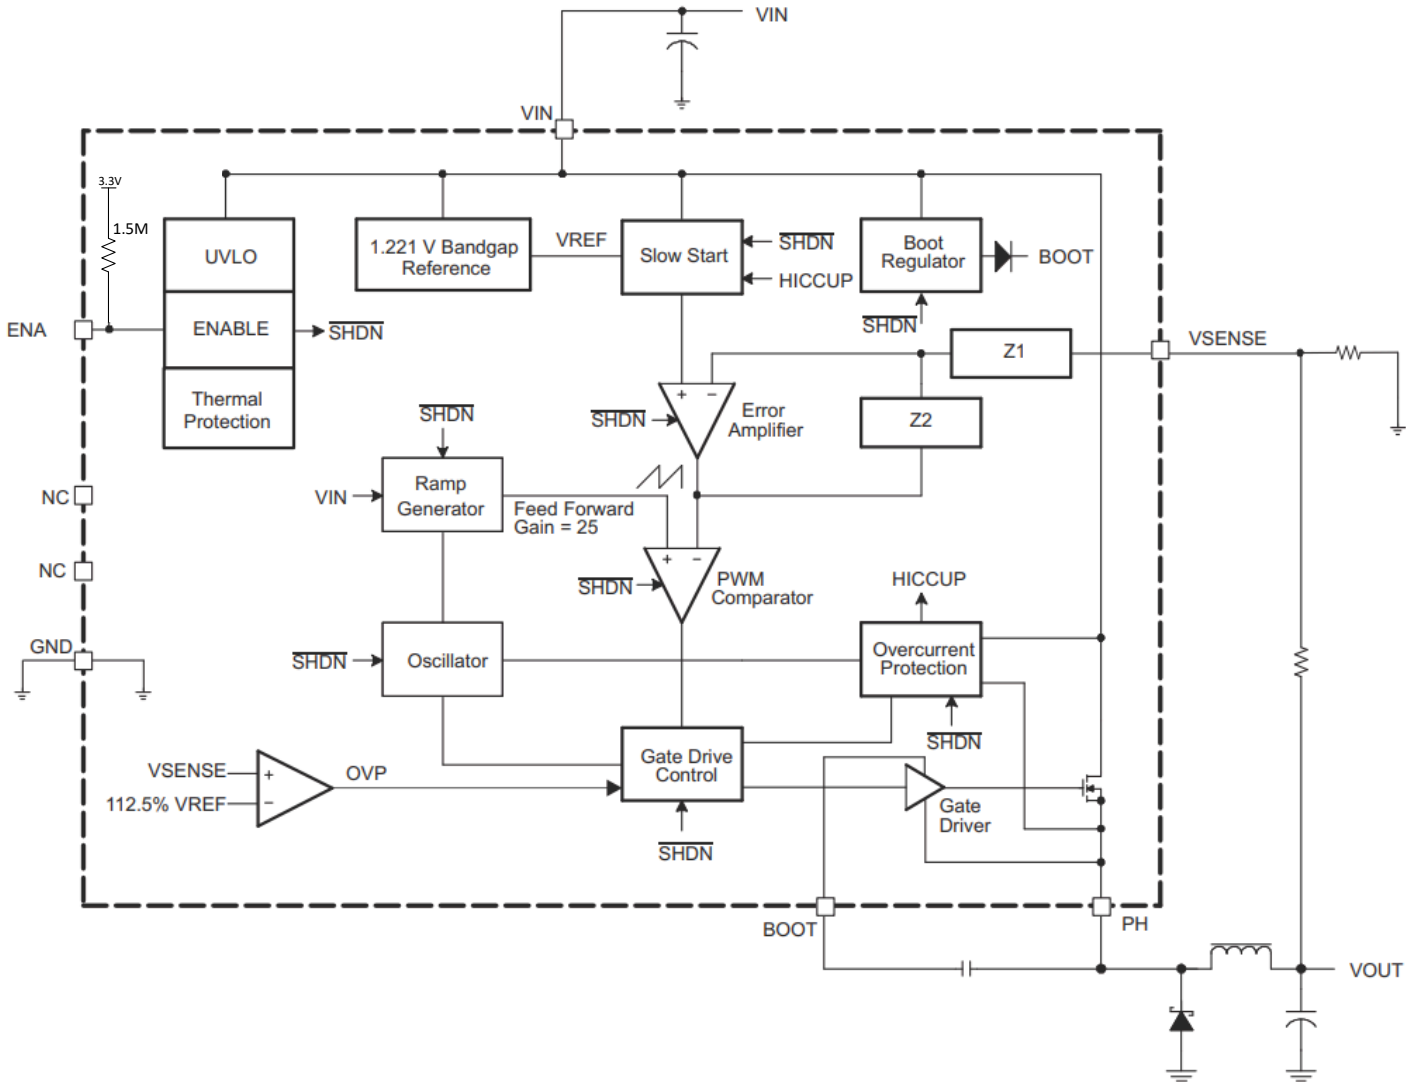 VIN
VIN
3.3V
1.5M
UVLO
1.221 V Bandgap
Reference
VREF
Slow Start
SHDN
HICCUP
Boot
Regulator
BOOT
SHDN
ENA
ENABLE
SHDN
VSENSE
Z1
Thermal
Protection
SHDN
SHDN
+
−
Error
Amplifier
Z2
NC
VIN
Ramp
Generator
Feed Forward
Gain = 25
NC
SHDN
+
−
PWM
Comparator
HICCUP
GND
SHDN
Oscillator
Overcurrent
Protection
SHDN
VSENSE
+
112.5% VREF
−
OVP
Gate Drive
Control
SHDN
Gate
Driver
BOOT
PH
VOUT